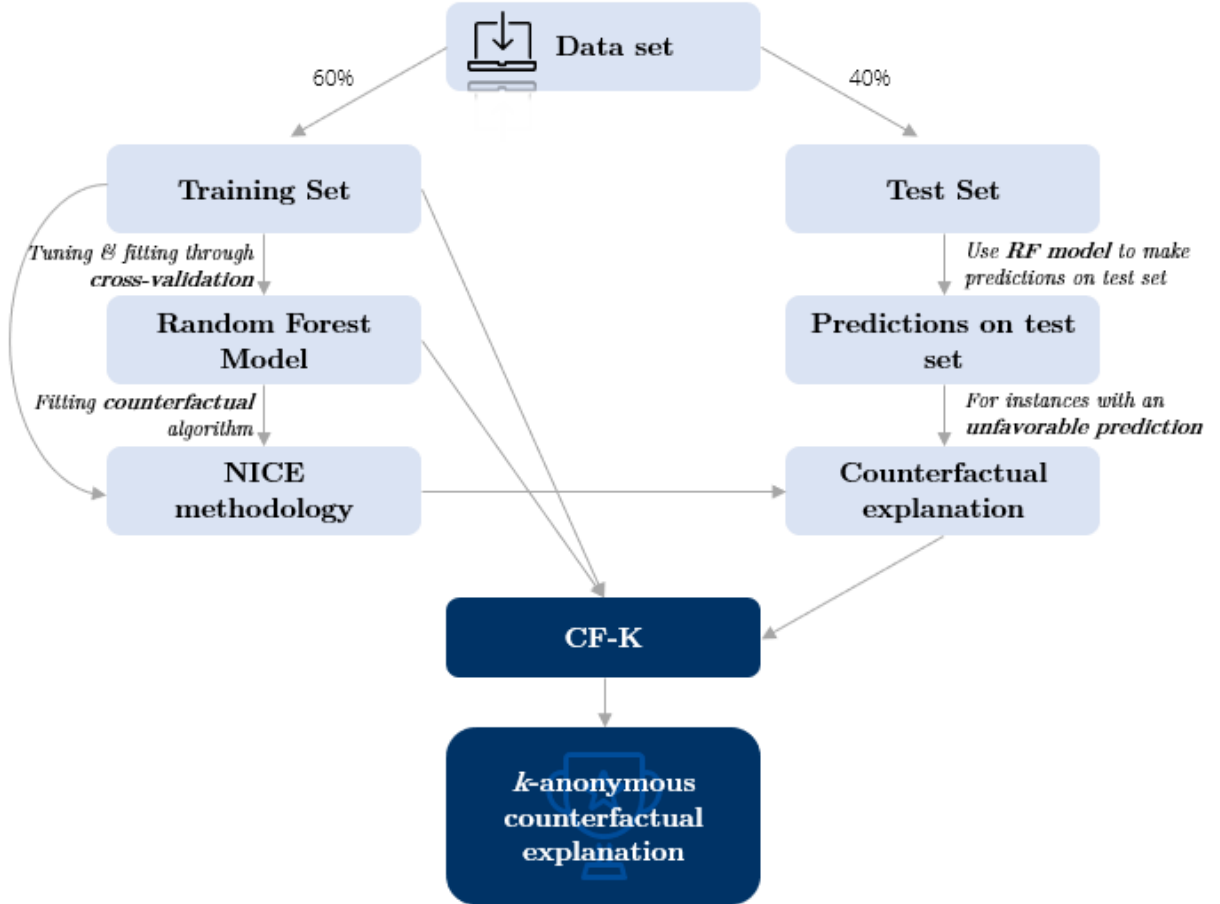 Data set
60%
40%
Training Set
Test Set
Tuning & fitting through
cross-validation
Use RF model to make
predictions on test set
Random Forest
Model
Predictions on test
set
Fitting counterfactual
algorithm
For instances with an
unfavorable prediction
NICE
methodology
Counterfactual
explanation
CF-K
k-anonymous
counterfactual
explanation